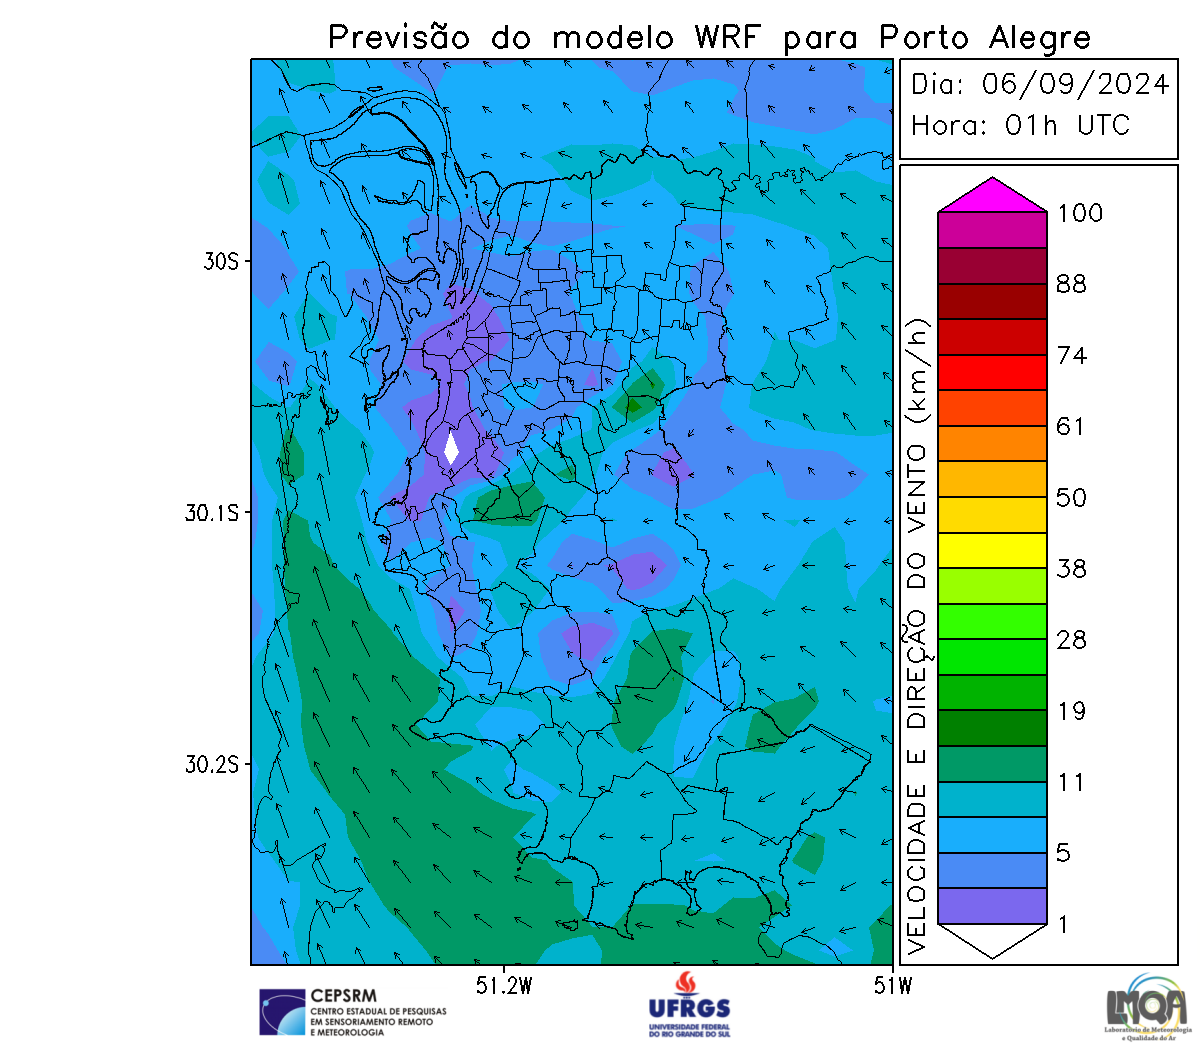 Previsão do modelo WRF para Porto Alegre
Dia: 06/09/2024
Hora: 01h UTC
VELOCIDADE E DIREÇÃO DO VENTO (km/h)
100
88
74
61
50
38
28
19
11
5
1
30S
30.1S
30.2S
51.2W
51W
CEPSRM
CENTRO ESTADUAL DE PESQUISAS
EM SENSORIAMENTO REMOTO
E METEOROLOGIA
UFRGS
UNIVERSIDADE FEDERAL
DO RIO GRANDE DO SUL
LMQA
Laboratório de Meteorologia
e Qualidade do Ar